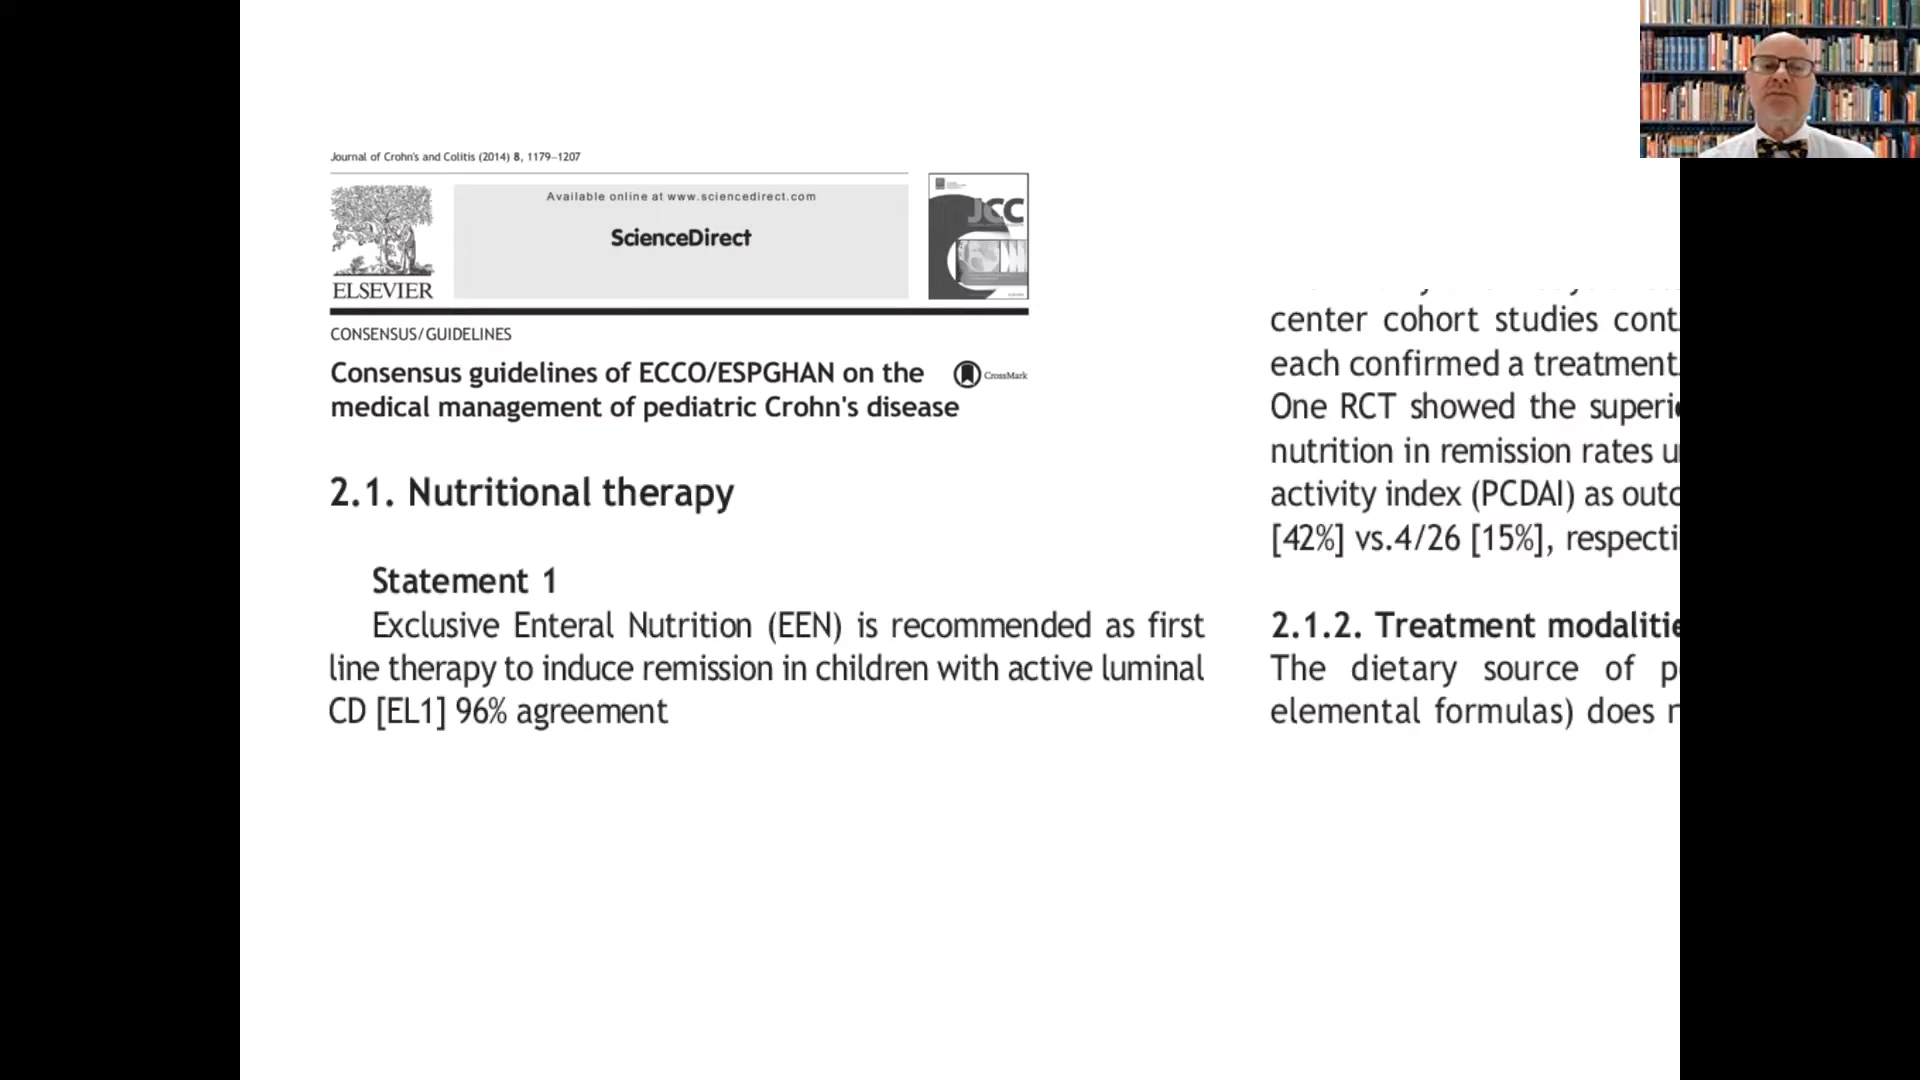 Journal of Crohn's and Colitis (2014) 8, 1179–1207
Available online at www.sciencedirect.com
ScienceDirect
JCC
ELSEVIER
CONSENSUS/GUIDELINES
Consensus guidelines of ECCO/ESPGHAN on the
medical management of pediatric Crohn's disease
CrossMark
2.1. Nutritional therapy
Statement 1
Exclusive Enteral Nutrition (EEN) is recommended as first
line therapy to induce remission in children with active luminal
CD [EL1] 96% agreement
center cohort studies
each confirmed a treatment
One RCT showed the
nutrition in remission rates
activity index (PCDAI) as
[42%] vs.4/26 [15%],
2.1.2. Treatment
The dietary source of
elemental formulas) does